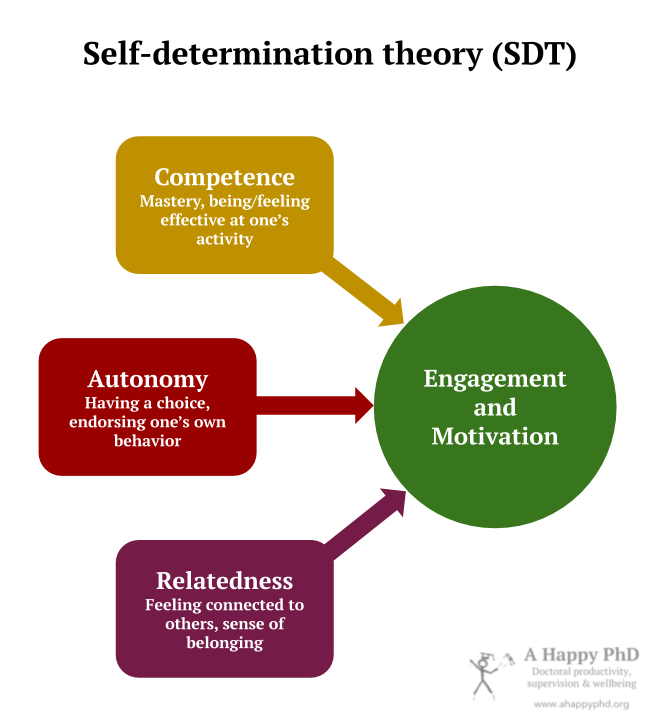 Self-determination theory (SDT)
Competence
Mastery, being/feeling
effective at one’s
activity
Autonomy
Having a choice,
endorsing one’s own
behavior
Relatedness
Feeling connected to
others, sense of
belonging
Engagement
and
Motivation
A Happy PhD
Doctoral productivity,
supervision & wellbeing
www.ahappyphd.org